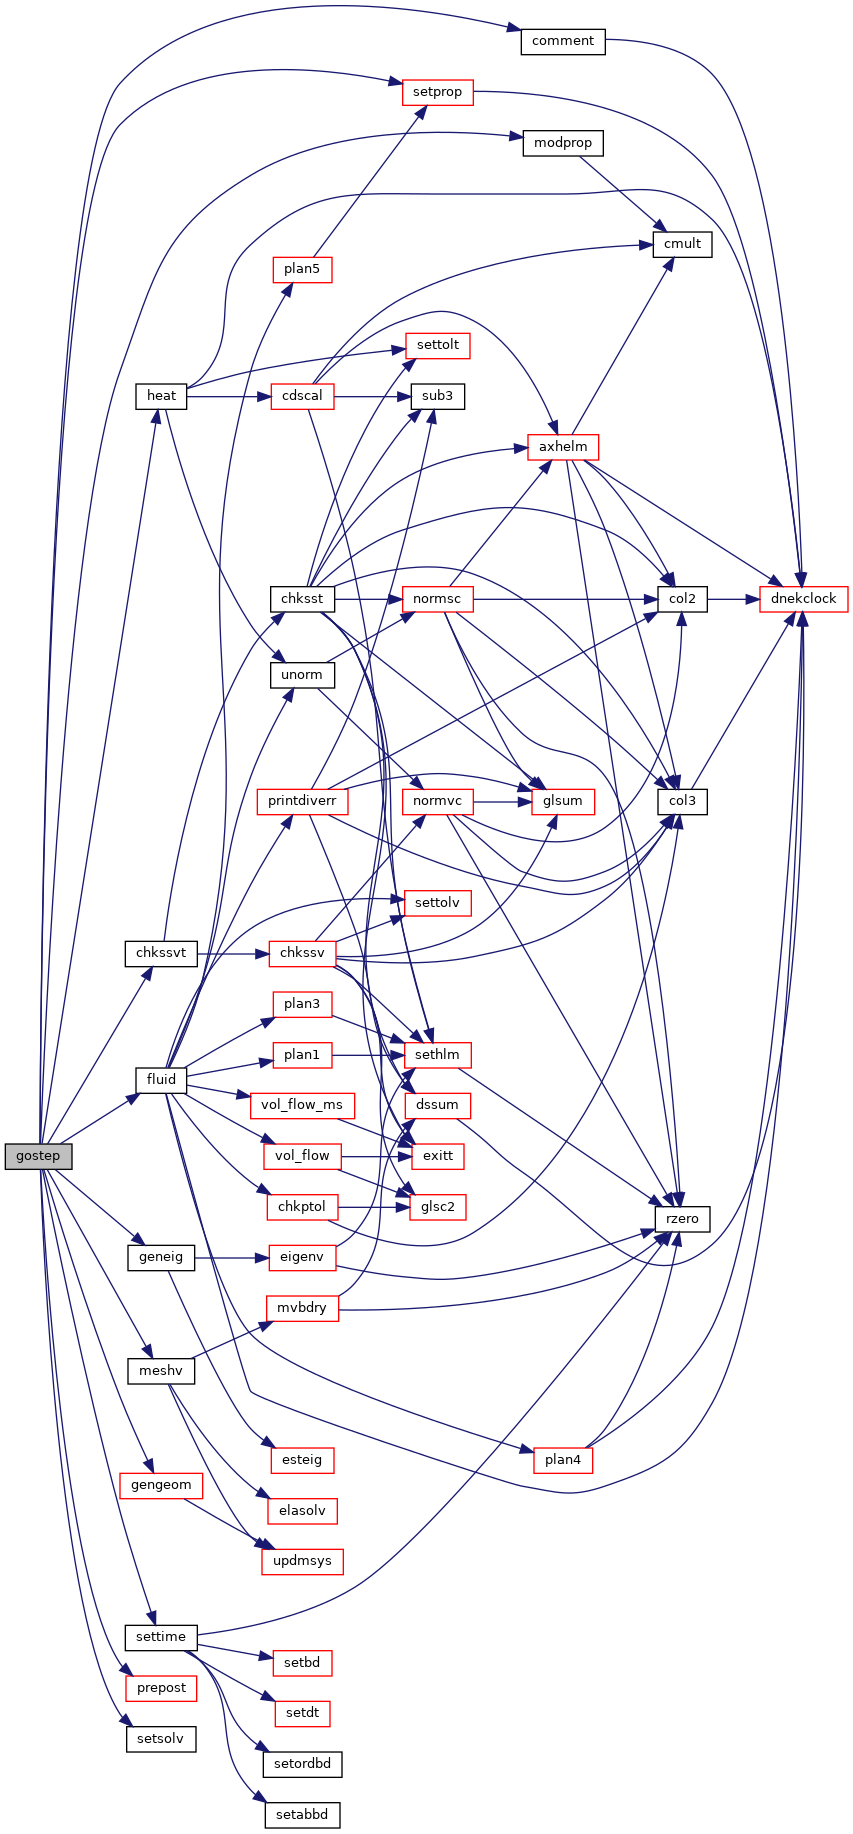 comment
setprop
modprop
cmult
plan5
settolt
heat
cdscal
sub3
axhelm
chksst
normsc
col2
dnekclock
unorm
printdiverr
normvc
glsum
col3
settolv
chkssvt
chkssv
plan3
plan1
sethlm
fluid
vol_flow_ms
dssum
gostep
vol_flow
exitt
chkptol
glsc2
rzero
geneig
eigenv
mvbdry
meshv
esteig
plan4
gengeom
elasolv
updmsys
settime
setbd
prepost
setdt
setsolv
setordbd
setabbd